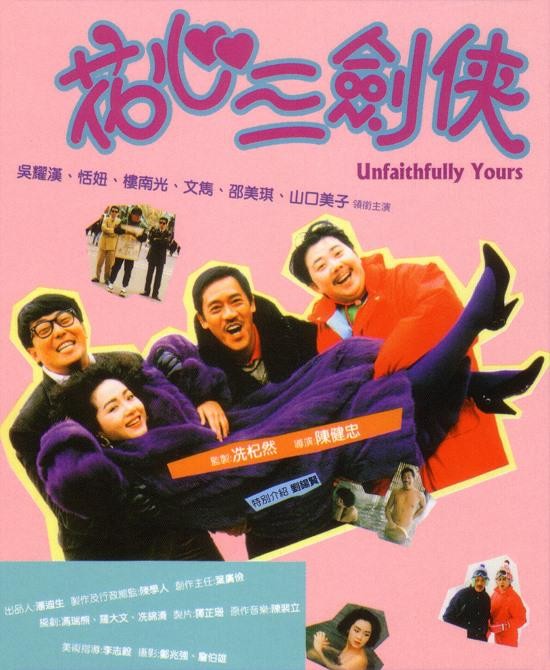 花心三劍俠
Unfaithfully Yours
吳耀漢、恬妞、樓南光、文雋、邵美琪、山口美子 領銜主演
監製:冼杞然 導演:陳健忠
特別介紹 劉錫賢
出品人:潘迪生 製作及行政總監:陳學人 創作主任:葉廣儉
編劇:馮瑞熊、羅大文、冼錦清 製片:譚正珊 原作音樂:陳裴立
美術指導:李志毅 攝影:鄭兆強、詹伯雄